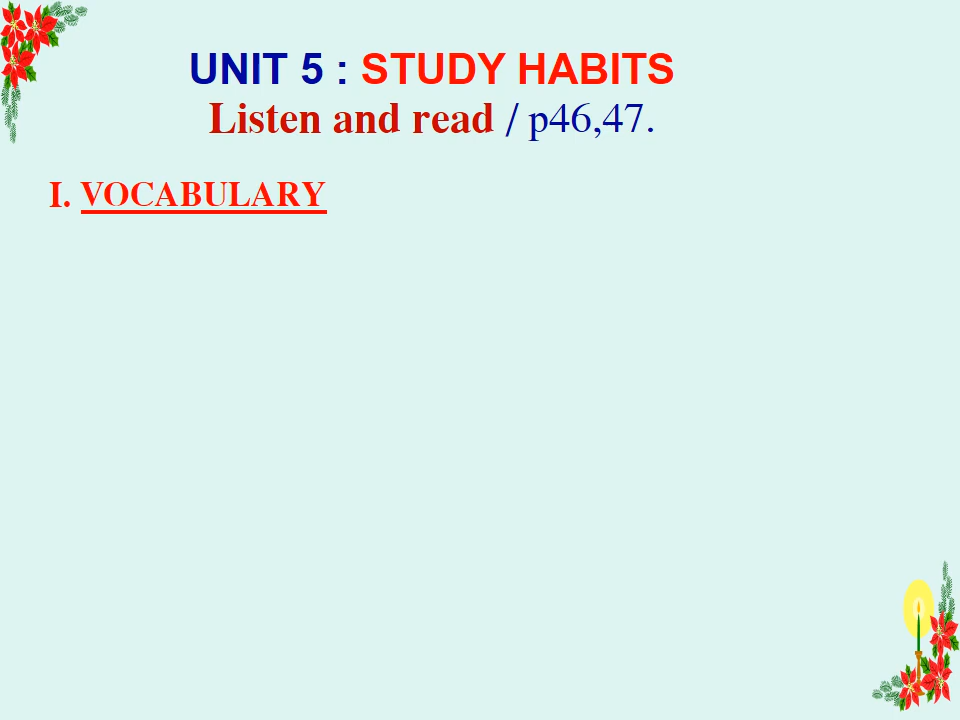 UNIT 5 : STUDY HABITS
Listen and read / p46,47.
I. VOCABULARY